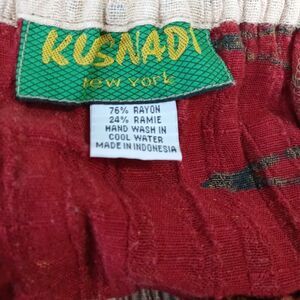 KUSNADI
new york
76% RAYON
24% RAMIE
HAND WASH IN
COOL WATER
MADE IN INDONESIA